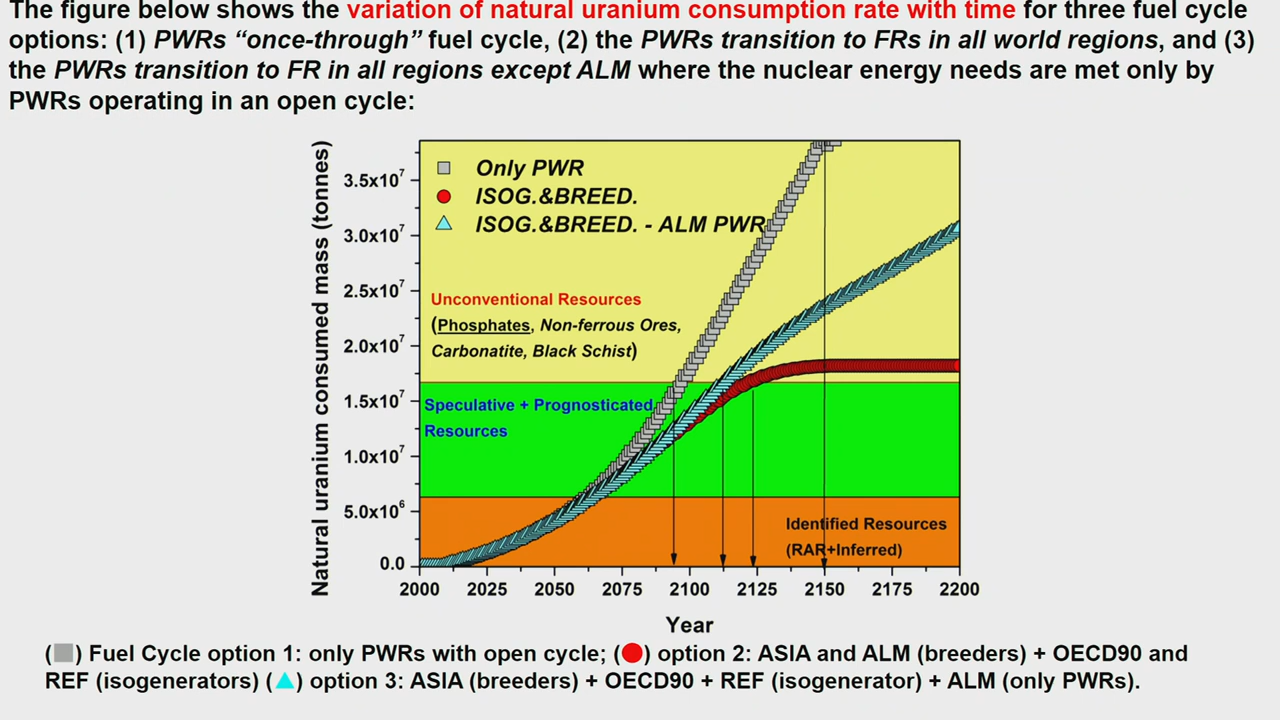 The figure below shows the variation of natural uranium consumption rate with time for three fuel cycle
options: (1) PWRs “once-through” fuel cycle, (2) the PWRs transition to FRs in all world regions, and (3)
the PWRs transition to FR in all regions except ALM where the nuclear energy needs are met only by
PWRs operating in an open cycle:
Natural uranium consumed mass (tonnes)
3.5x10⁷
3.0x10⁷
2.5x10⁷
2.0x10⁷
1.5x10⁷
1.0x10⁷
5.0x10⁶
0.0
Only PWR
ISOG.&BREED.
ISOG.&BREED. - ALM PWR
Unconventional Resources
(Phosphates, Non-ferrous Ores,
Carbonatite, Black Schist)
Speculative + Prognosticated
Resources
Identified Resources
(RAR+Inferred)
2000 2025 2050 2075 2100 2125 2150 2175 2200
Year
(■) Fuel Cycle option 1: only PWRs with open cycle; (●) option 2: ASIA and ALM (breeders) + OECD90 and
REF (isogenerators) (▲) option 3: ASIA (breeders) + OECD90 + REF (isogenerator) + ALM (only PWRs).